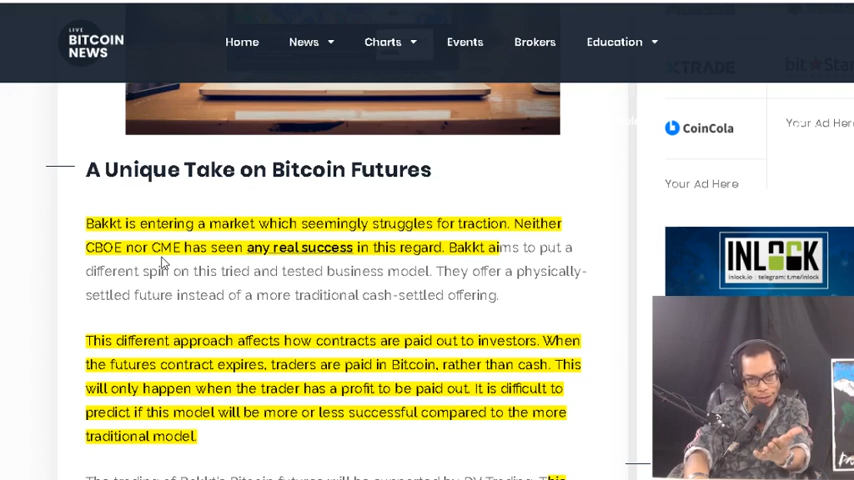 LIVE
BITCOIN
NEWS
Home
News
Charts
Events
Brokers
Education
XTRADE
CoinCola
Your Ad Here
Your Ad Here
A Unique Take on Bitcoin Futures
Bakkt is entering a market which seemingly struggles for traction. Neither
CBOE nor CME has seen any real success in this regard. Bakkt aims to put a
different spin on this tried and tested business model. They offer a physically-
settled future instead of a more traditional cash-settled offering.
INLOCK
inlock.io telegram: t.me/inlock
This different approach affects how contracts are paid out to investors. When
the futures contract expires, traders are paid in Bitcoin, rather than cash. This
will only happen when the trader has a profit to be paid out. It is difficult to
predict if this model will be more or less successful compared to the more
traditional model.
The trading of Bakkt's Bitcoin futures will be supported by RV Trading. This